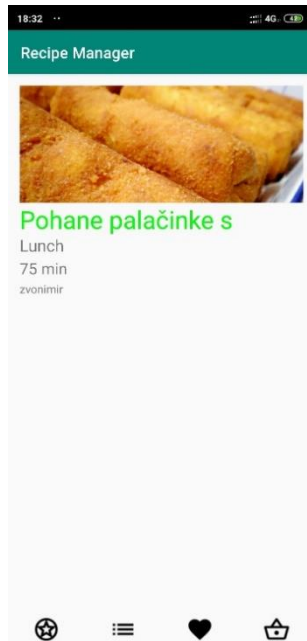 18:32 ··
4G
Recipe Manager
Pohane palačinke s
Lunch
75 min
zvonimir